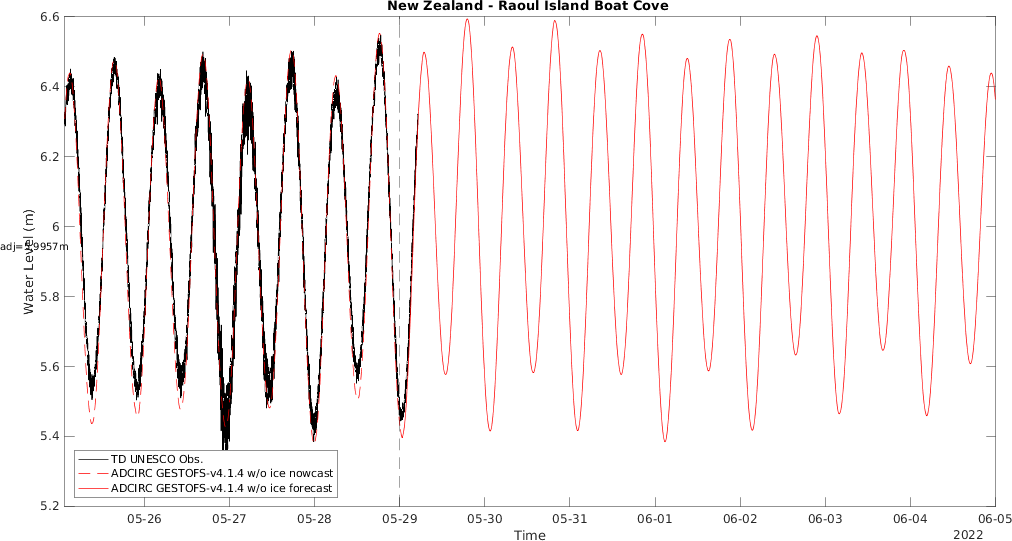 New Zealand - Raoul Island Boat Cove
6.6
6.4
6.2
6
5.8
5.6
5.4
5.2
Water Level (m)
TD UNESCO Obs.
ADCIRC GESTOFS-v4.1.4 w/o ice nowcast
ADCIRC GESTOFS-v4.1.4 w/o ice forecast
05-26 05-27 05-28 05-29 05-30 05-31 06-01 06-02 06-03 06-04 06-05
Time
2022